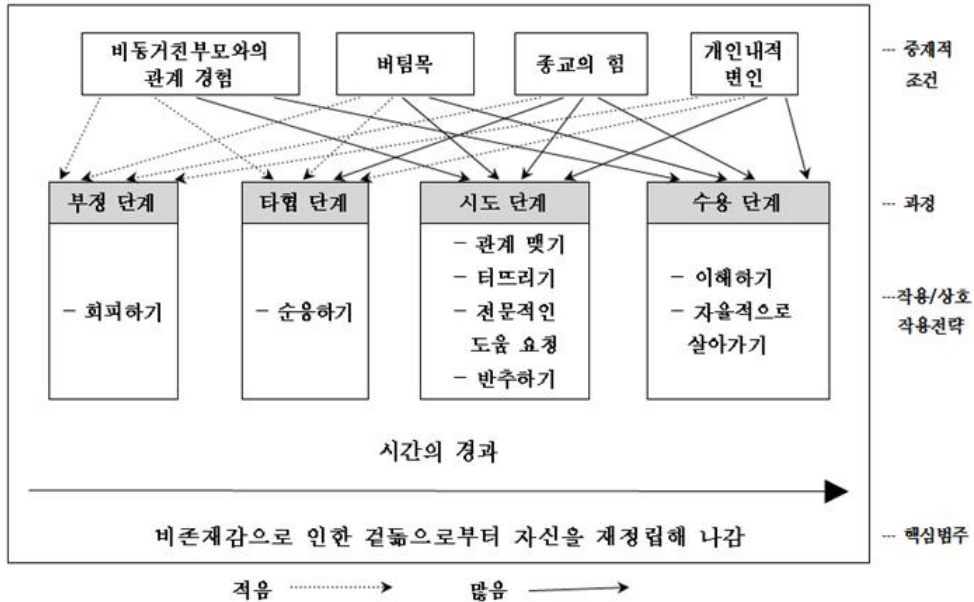 비동거친부모와의
관계 경험
버팀목
종교의 힘
개인내적
변인
--- 중재적
조건
부정 단계
타협 단계
시도 단계
수용 단계
--- 과정
- 회피하기
- 순응하기
- 관계 맺기
- 터뜨리기
- 전문적인
도움 요청
- 반추하기
- 이해하기
- 자율적으로
살아가기
--- 작용/상호
작용전략
시간의 경과
비존재감으로 인한 겉돎으로부터 자신을 재정립해 나감
--- 핵심범주
적음
많음